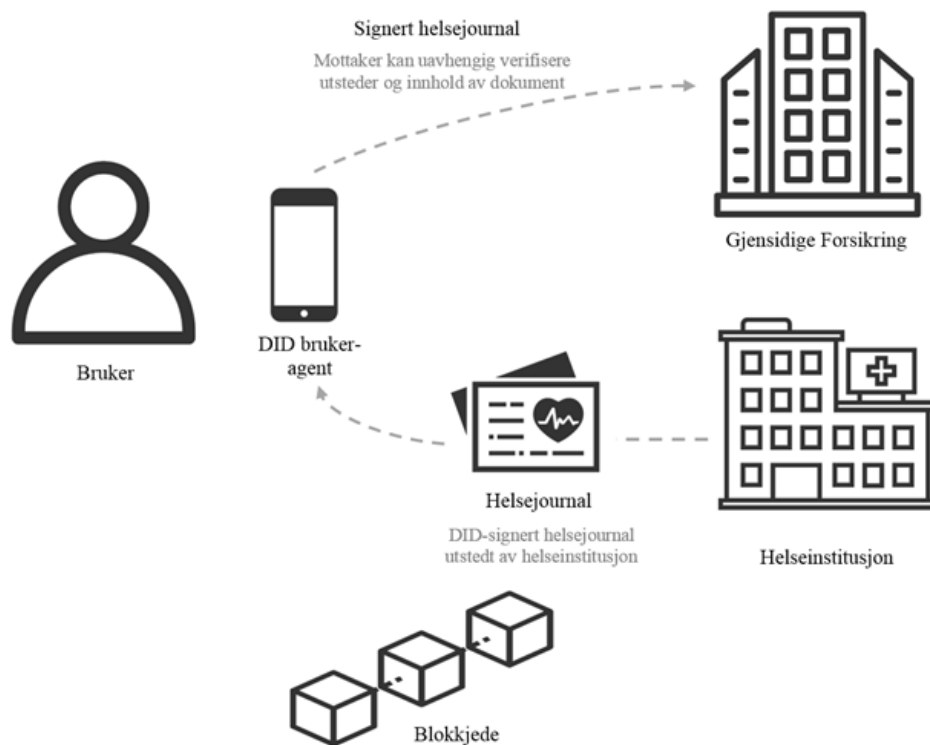 Signert helsejournal
Mottaker kan uavhengig verifisere
utsteder og innhold av dokument
Gjensidige Forsikring
DID bruker-
agent
Bruker
Helsejournal
DID-signert helsejournal
utstedt av helseinstitusjon
Helseinstitusjon
Blokkjede